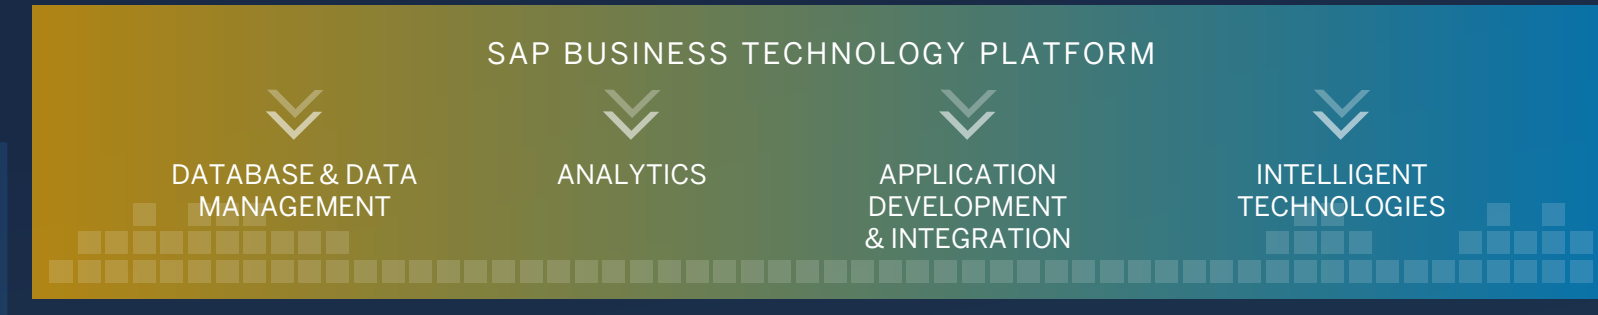 SAP BUSINESS TECHNOLOGY PLATFORM
DATABASE & DATA
MANAGEMENT
ANALYTICS
APPLICATION
DEVELOPMENT
& INTEGRATION
INTELLIGENT
TECHNOLOGIES